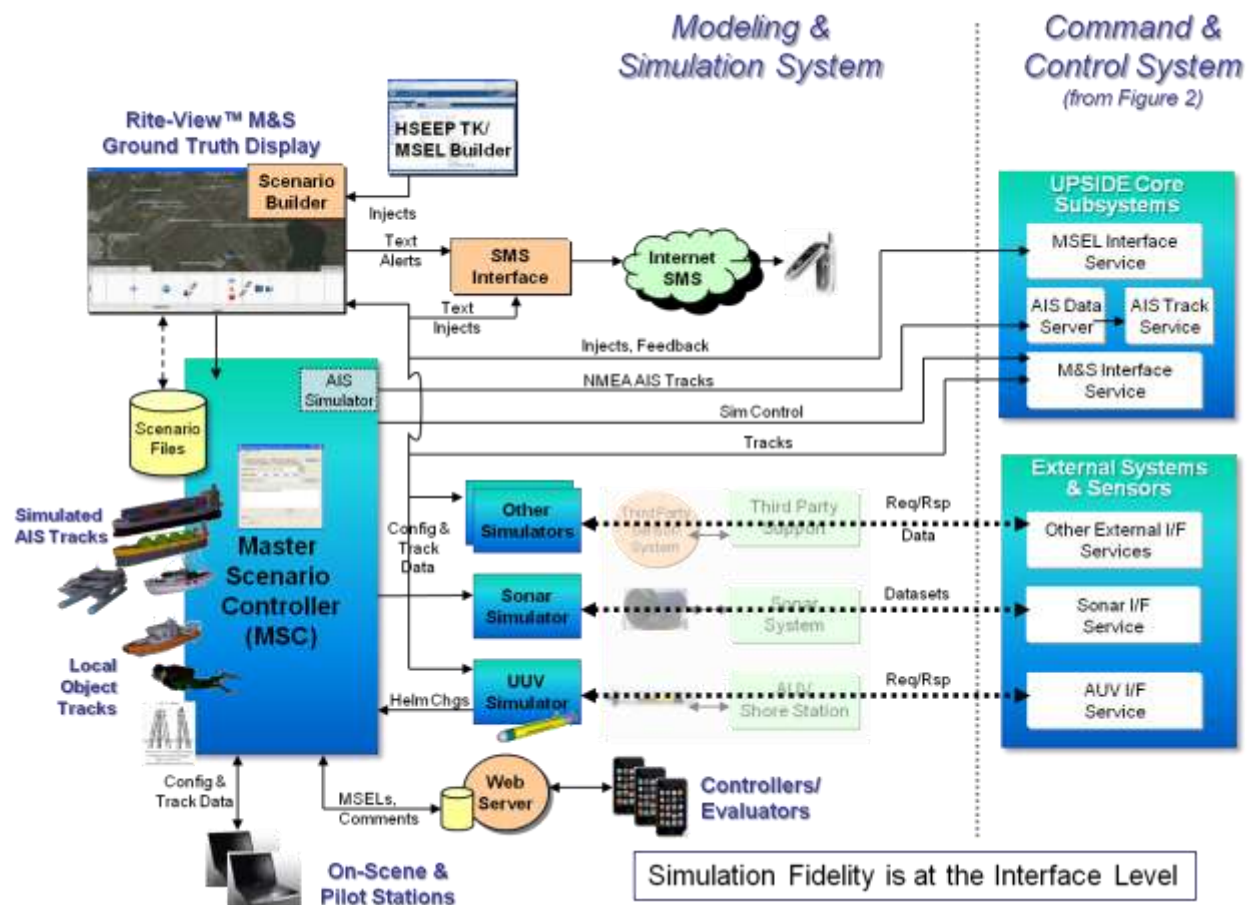 Modeling &
Simulation System
Command &
Control System
(from Figure 2)
Rite-View™ M&S
Ground Truth Display
HSEEP TK/
MSEL Builder
Scenario
Builder
Injects
Text
Alerts
SMS
Interface
Internet
SMS
Text
Injects
UPSIDE Core
Subsystems
MSEL Interface
Service
AIS Data
Server
AIS Track
Service
M&S Interface
Service
Injects, Feedback
NMEA AIS Tracks
Sim Control
Tracks
AIS
Simulator
Scenario
Files
Simulated
AIS Tracks
Master
Scenario
Controller
(MSC)
Local
Object
Tracks
Config &
Track
Data
Other
Simulators
Sonar
Simulator
UUV
Simulator
Helm Chgs
Third Party
Sensor
System
Third Party
Support
Sonar
System
AUV
Shore Station
Req/Rsp
Data
Datasets
Req/Rsp
External Systems
& Sensors
Other External I/F
Services
Sonar I/F
Service
AUV I/F
Service
Config &
Track Data
MSELs,
Comments
Web
Server
Controllers/
Evaluators
On-Scene &
Pilot Stations
Simulation Fidelity is at the Interface Level